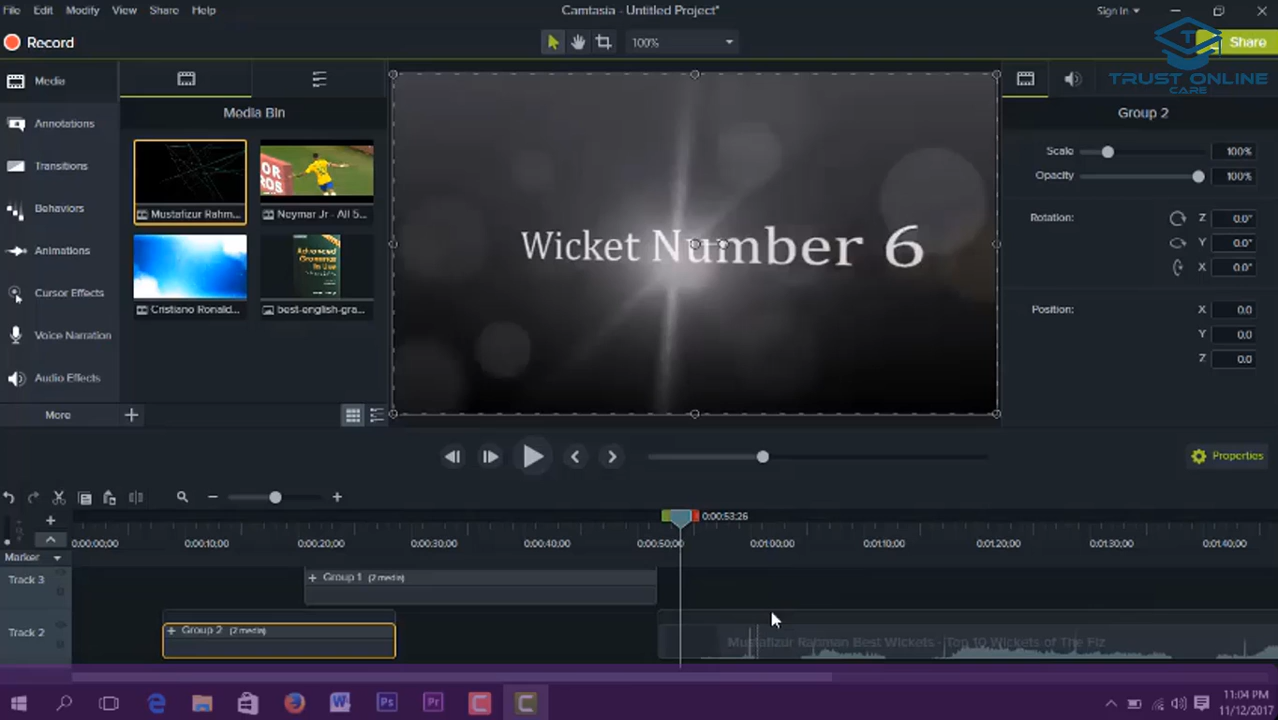 File Edit Modify View Share Help
Camtasia - Untitled Project*
Sign In
Record
100%
Share
TRUST ONLINE
CARE
Media
Annotations
Transitions
Behaviors
Animations
Cursor Effects
Voice Narration
Audio Effects
More
Media Bin
Mustafizur Rahm...
Neymar Jr - All 5...
Advanced
Grammar
in Use
Cristiano Ronald...
best-english-gra...
Wicket Number 6
Group 2
Scale 100%
Opacity 100%
Rotation: Z 0.0°
Y 0.0°
X 0.0°
Position: X 0.0
Y 0.0
Z 0.0
Properties
0:00:53:26
0:00:00;00 0:00:10;00 0:00:20;00 0:00:30;00 0:00:40;00 0:00:50;00 0:01:00;00 0:01:10;00 0:01:20;00 0:01:30;00 0:01:40;00
Marker
Track 3
+ Group 1 (2 media)
Track 2
+ Group 2 (2 media)
Mustafizur Rahman Best Wickets - Top 10 Wickets of The Fiz
11:04 PM
11/12/2017